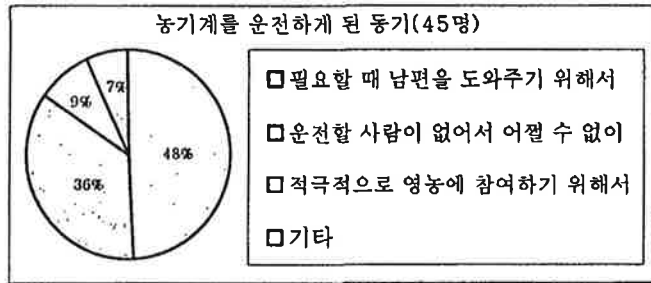 농기계를 운전하게 된 동기(45명)
7%
9%
48%
36%
필요할 때 남편을 도와주기 위해서
운전할 사람이 없어서 어쩔 수 없이
적극적으로 영농에 참여하기 위해서
기타